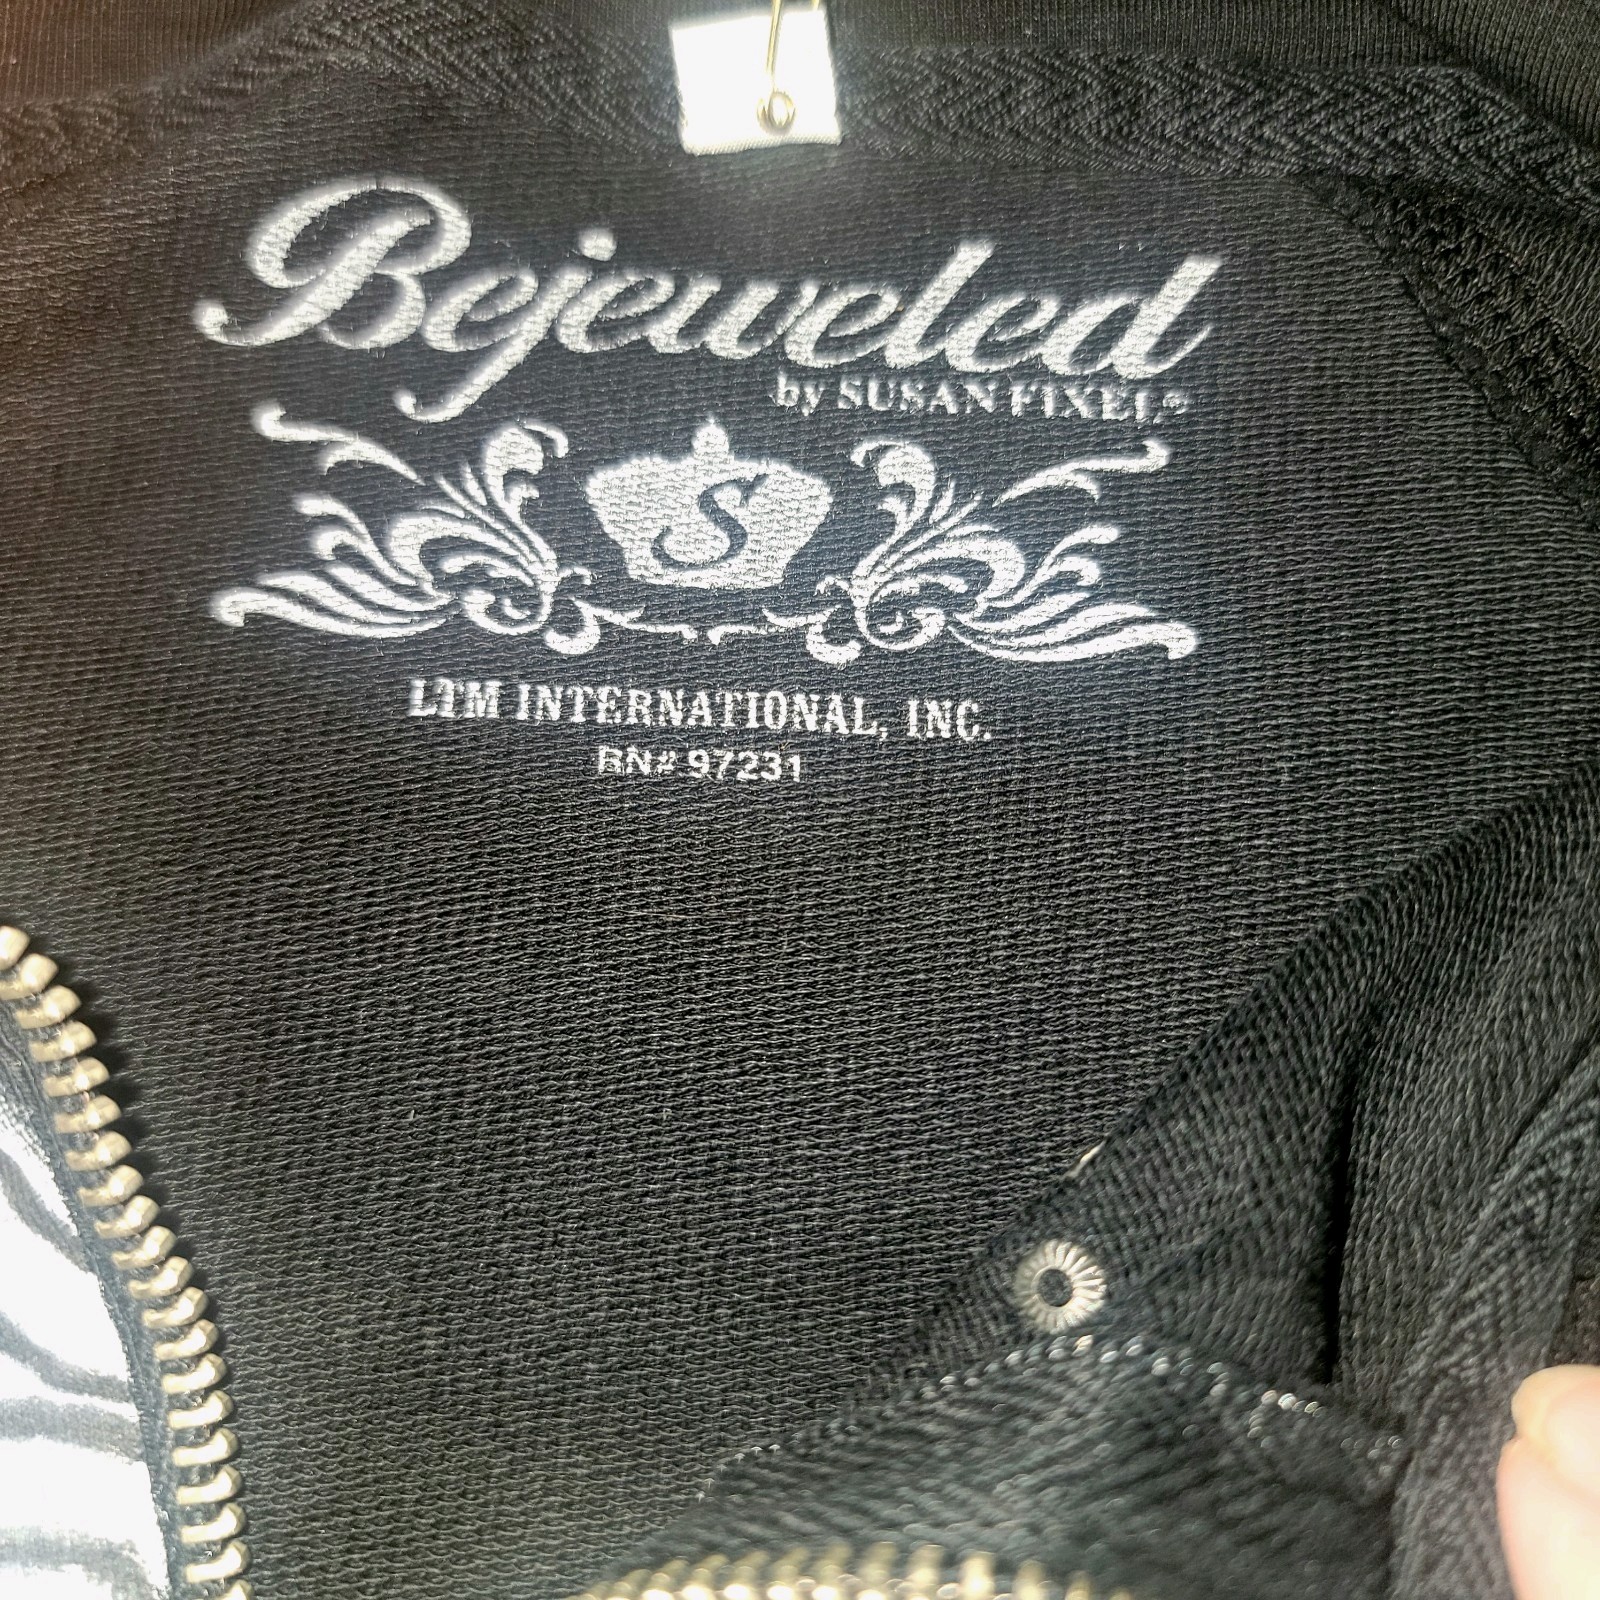 Bejeweled
by SUSAN FIXEL®
S
LTM INTERNATIONAL, INC.
RN# 97231